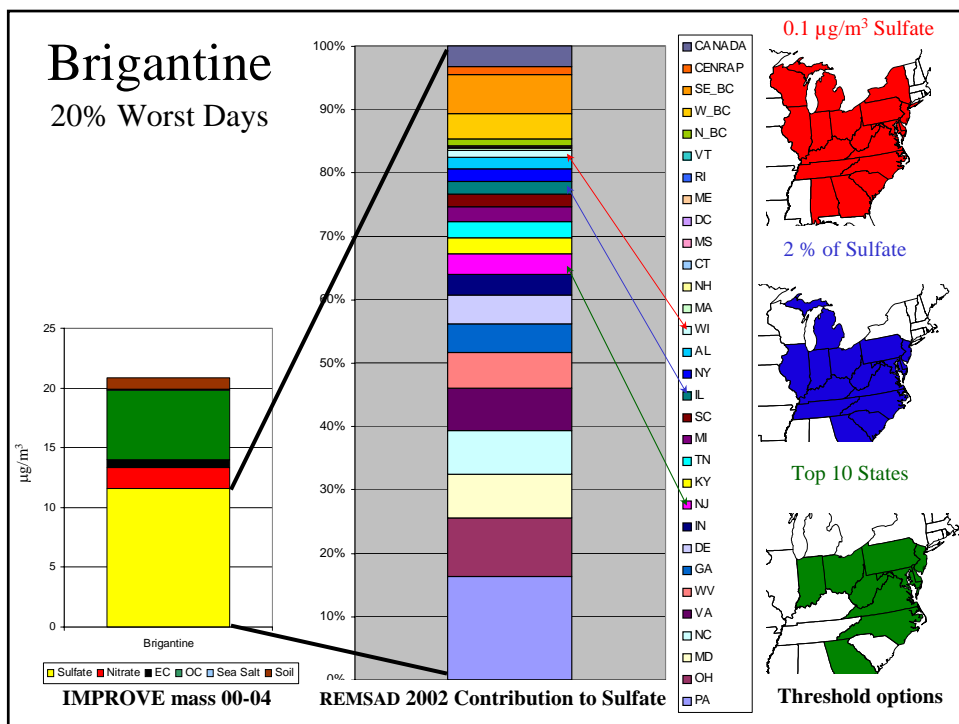 Brigantine
20% Worst Days
25
20
15
10
5
0
µg/m³
Brigantine
Sulfate Nitrate EC OC Sea Salt Soil
IMPROVE mass 00-04
100%
90%
80%
70%
60%
50%
40%
30%
20%
10%
0%
REMSAD 2002 Contribution to Sulfate
CANADA
CENRAP
SE_BC
W_BC
N_BC
VT
RI
ME
DC
MS
CT
NH
MA
WI
AL
NY
IL
SC
MI
TN
KY
NJ
IN
DE
GA
WV
VA
NC
MD
OH
PA
0.1 µg/m³ Sulfate
2 % of Sulfate
Top 10 States
Threshold options